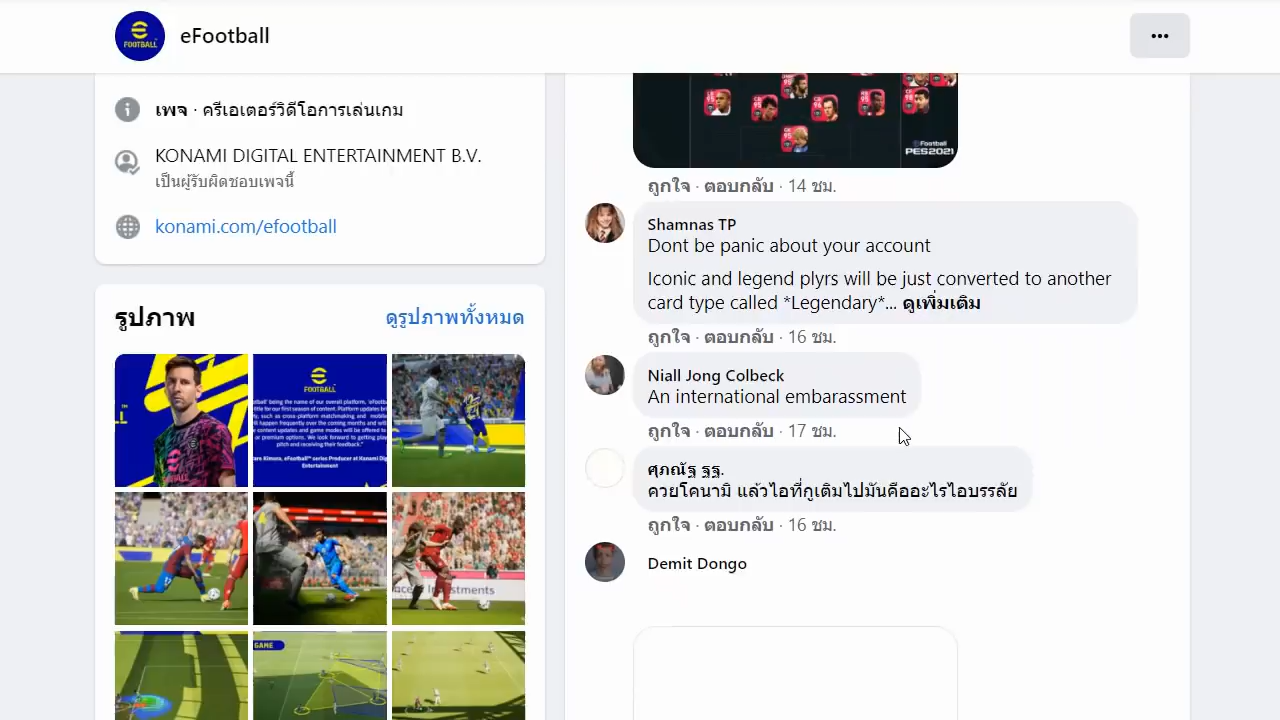 eFootball
FOOTBALL
เพจ · ครีเอเตอร์วิดีโอการเล่นเกม
KONAMI DIGITAL ENTERTAINMENT B.V.
เป็นผู้รับผิดชอบเพจนี้
konami.com/efootball
รูปภาพ
ดูรูปภาพทั้งหมด
FOOTBALL
GAME
eFootball
PES2021
ถูกใจ · ตอบกลับ · 14 ชม.
Shamnas TP
Dont be panic about your account
Iconic and legend plyrs will be just converted to another
card type called *Legendary*... ดูเพิ่มเติม
ถูกใจ · ตอบกลับ · 16 ชม.
Niall Jong Colbeck
An international embarassment
ถูกใจ · ตอบกลับ · 17 ชม.
ศุภณัฐ ฐฐ.
ควยโคนามิ แล้วไอที่กูเติมไปมันคืออะไรไอบรรลัย
ถูกใจ · ตอบกลับ · 16 ชม.
Demit Dongo